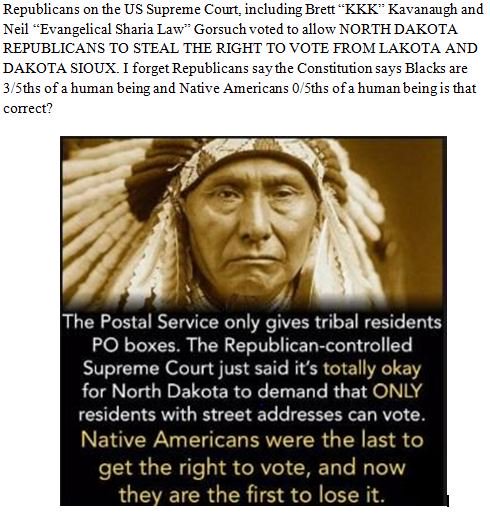 Republicans on the US Supreme Court, including Brett “KKK” Kavanaugh and
Neil “Evangelical Sharia Law” Gorsuch voted to allow NORTH DAKOTA
REPUBLICANS TO STEAL THE RIGHT TO VOTE FROM LAKOTA AND
DAKOTA SIOUX. I forget Republicans say the Constitution says Blacks are
3/5ths of a human being and Native Americans 0/5ths of a human being is that
correct?
The Postal Service only gives tribal residents
PO boxes. The Republican-controlled
Supreme Court just said it's totally okay
for North Dakota to demand that ONLY
residents with street addresses can vote.
Native Americans were the last to
get the right to vote, and now
they are the first to lose it.